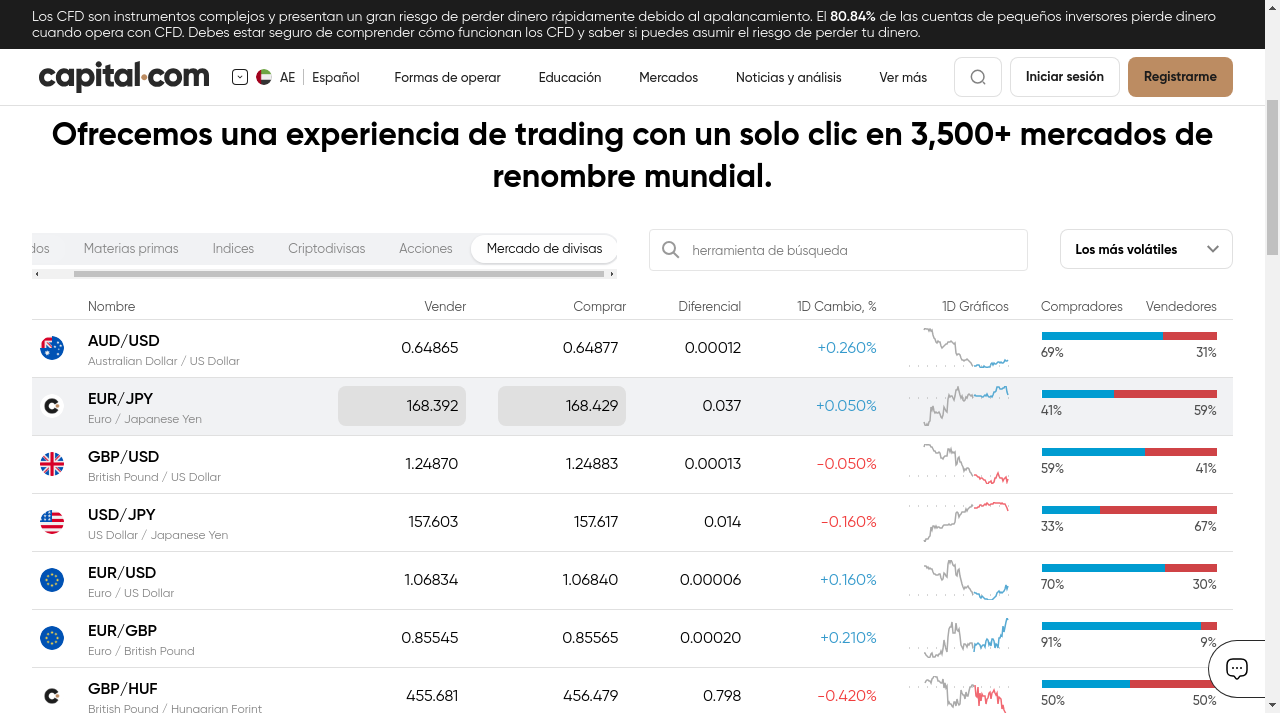 Los CFD son instrumentos complejos y presentan un gran riesgo de perder dinero rápidamente debido al apalancamiento. El 80.84% de las cuentas de pequeños inversores pierde dinero
cuando opera con CFD. Debes estar seguro de comprender cómo funcionan los CFD y saber si puedes asumir el riesgo de perder tu dinero.
capital.com AE Español Formas de operar Educación Mercados Noticias y análisis Ver más Iniciar sesión Registrarme
Ofrecemos una experiencia de trading con un solo clic en 3,500+ mercados de
renombre mundial.
dos Materias primas Indices Criptodivisas Acciones Mercado de divisas herramienta de búsqueda Los más volátiles
Nombre Vender Comprar Diferencial 1D Cambio, % 1D Gráficos Compradores Vendedores
AUD/USD 0.64865 0.64877 0.00012 +0.260%
Australian Dollar / US Dollar 69% 31%
EUR/JPY 168.392 168.429 0.037 +0.050%
Euro / Japanese Yen 41% 59%
GBP/USD 1.24870 1.24883 0.00013 -0.050%
British Pound / US Dollar 59% 41%
USD/JPY 157.603 157.617 0.014 -0.160%
US Dollar / Japanese Yen 33% 67%
EUR/USD 1.06834 1.06840 0.00006 +0.160%
Euro / US Dollar 70% 30%
EUR/GBP 0.85545 0.85565 0.00020 +0.210%
Euro / British Pound 91% 9%
GBP/HUF 455.681 456.479 0.798 -0.420%
British Pound / Hungarian Forint 50% 50%